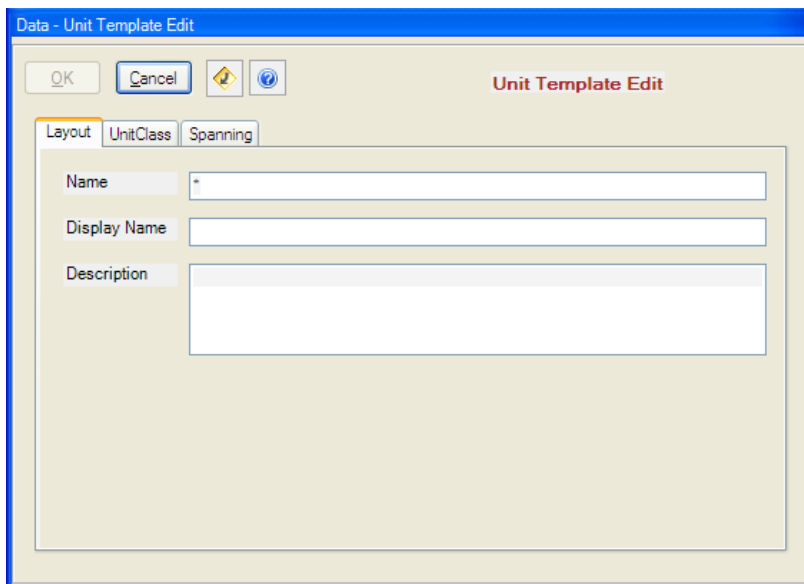 Data - Unit Template Edit
OK Cancel
Unit Template Edit
Layout UnitClass Spanning
Name *
Display Name
Description